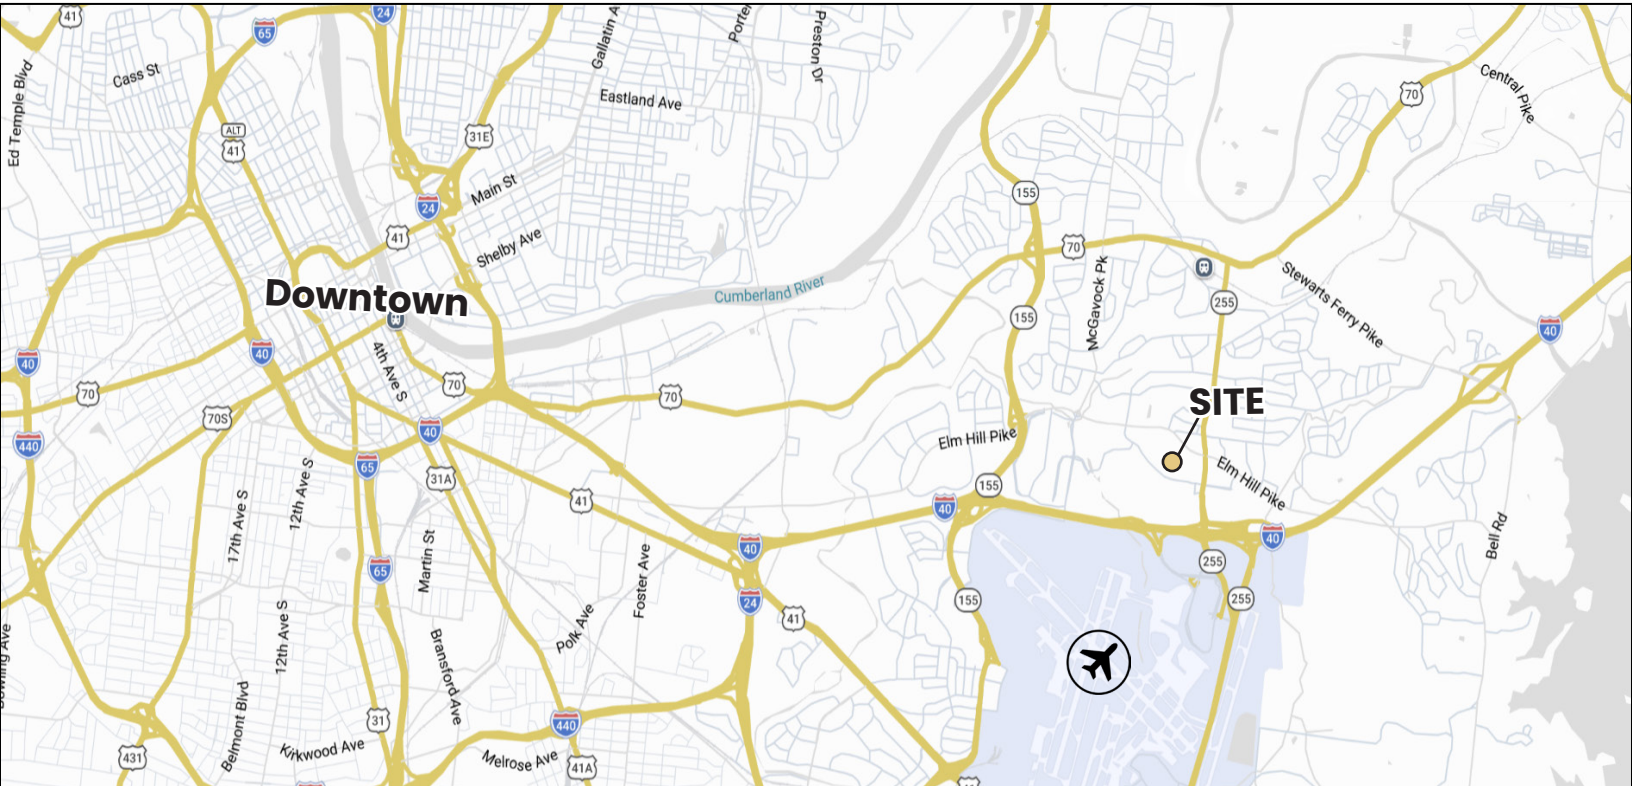 41
24
65
Gallatin A
Porter
Preston Dr
Ed Temple Blvd
Cass St
Eastland Ave
70
Central Pike
ALT
41
31E
Main St
24
155
41
Shelby Ave
70
McGavock Pk
Stewarts Ferry Pike
Downtown
Cumberland River
255
155
40
40
40
4th Ave S
70
70
70
70S
SITE
440
40
Elm Hill Pike
65
31A
Elm Hill Pike
155
17th Ave S
12th Ave S
41
40
Bell Rd
40
40
Martin St
65
Foster Ave
255
24
155
255
12th Ave S
Polk Ave
41
Bransford Ave
Belmont Blvd
31
440
431
Kirkwood Ave
Melrose Ave
41A